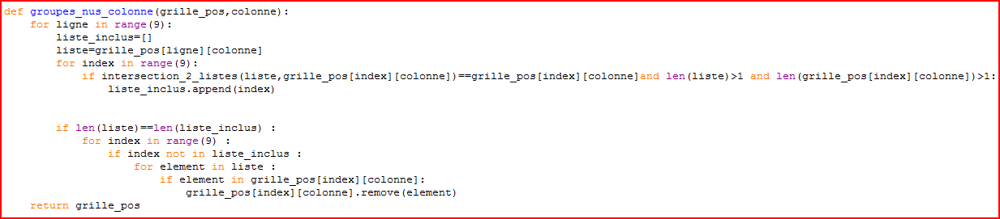 def groupes_nus_colonne(grille_pos,colonne):
    for ligne in range(9):
        liste_inclus=[]
        liste=grille_pos[ligne][colonne]
        for index in range(9):
            if intersection_2_listes(liste,grille_pos[index][colonne])==grille_pos[index][colonne]and len(liste)>1 and len(grille_pos[index][colonne])>1:
                liste_inclus.append(index)
        if len(liste)==len(liste_inclus) :
            for index in range(9) :
                if index not in liste_inclus :
                    for element in liste :
                        if element in grille_pos[index][colonne]:
                            grille_pos[index][colonne].remove(element)
    return grille_pos